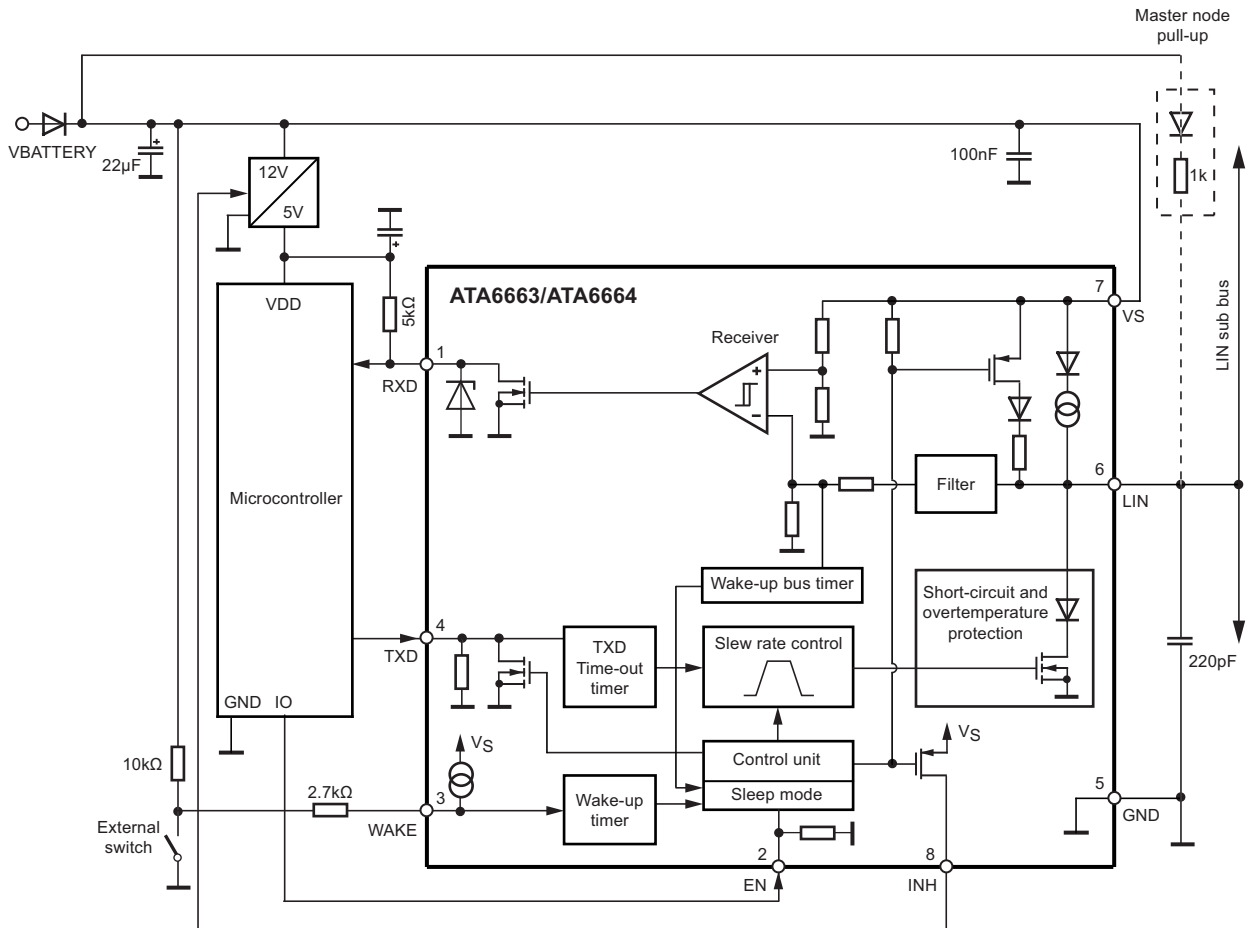 Master node
pull-up
VBATTERY
22µF
12V
5V
100nF
1k
LIN sub bus
VDD
5kΩ
ATA6663/ATA6664
7
VS
Receiver
1
RXD
+
−
Microcontroller
Filter
6
LIN
Wake-up bus timer
Short-circuit and
overtemperature
protection
4
TXD
TXD
Time-out
timer
Slew rate control
220pF
GND IO
VS
Control unit
VS
10kΩ
2.7kΩ
3
WAKE
Wake-up
timer
Sleep mode
5
GND
External
switch
2
EN
8
INH